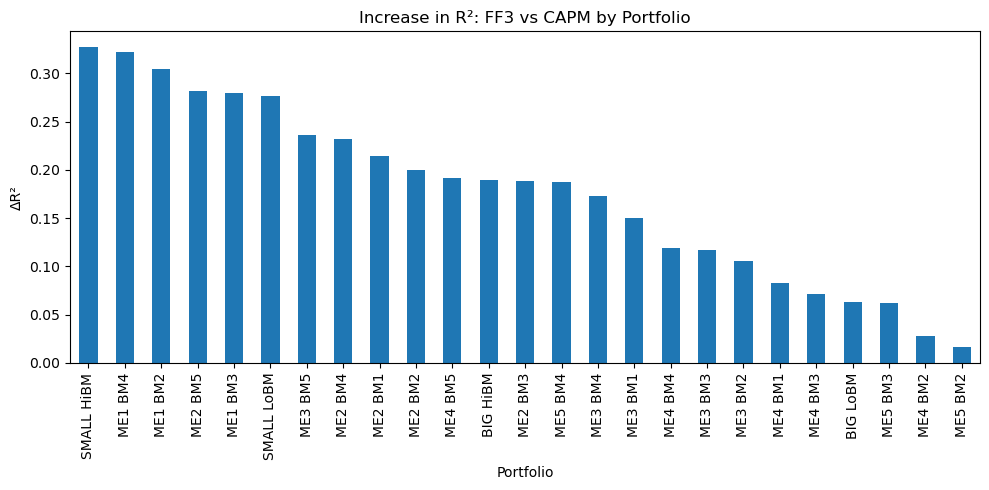 Increase in R²: FF3 vs CAPM by Portfolio
ΔR²
0.30
0.25
0.20
0.15
0.10
0.05
0.00
SMALL HiBM
ME1 BM4
ME1 BM2
ME2 BM5
ME1 BM3
SMALL LoBM
ME3 BM5
ME2 BM4
ME2 BM1
ME2 BM2
ME4 BM5
BIG HiBM
ME2 BM3
ME5 BM4
ME3 BM4
ME3 BM1
ME4 BM4
ME3 BM3
ME3 BM2
ME4 BM1
ME4 BM3
BIG LoBM
ME5 BM3
ME4 BM2
ME5 BM2
Portfolio